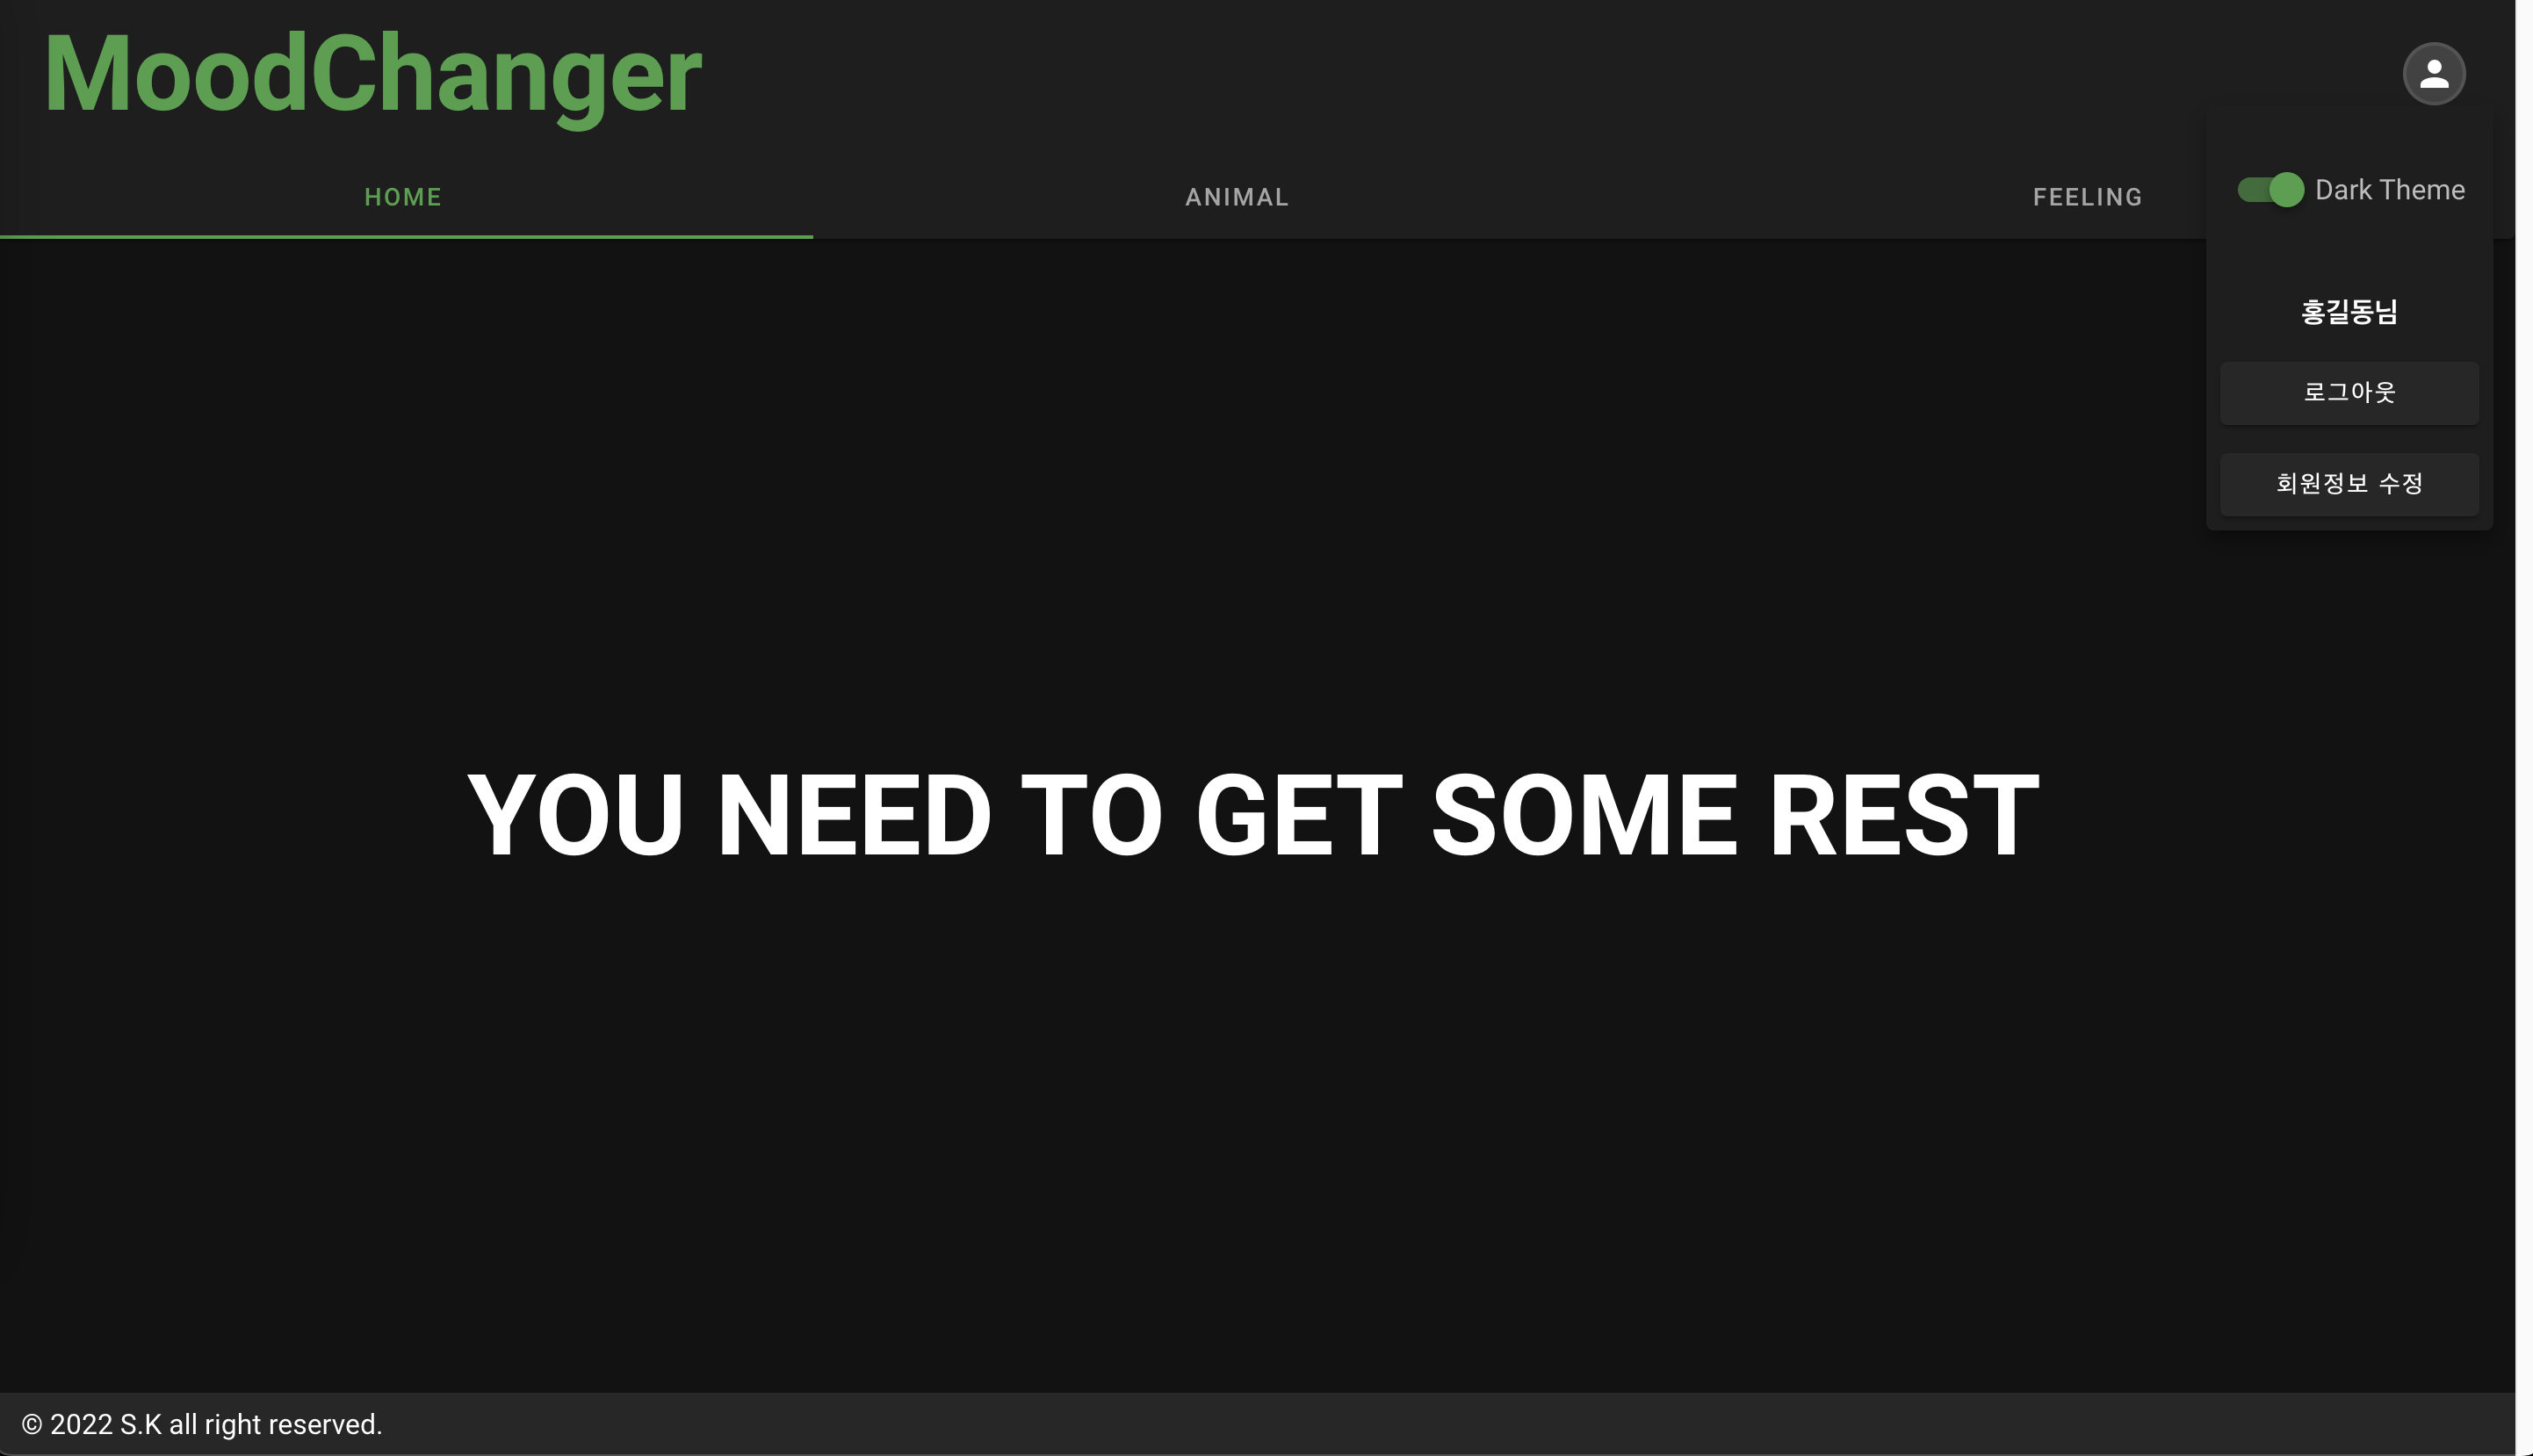 MoodChanger
HOME
ANIMAL
FEELING
Dark Theme
홍길동님
로그아웃
회원정보 수정
YOU NEED TO GET SOME REST
© 2022 S.K all right reserved.